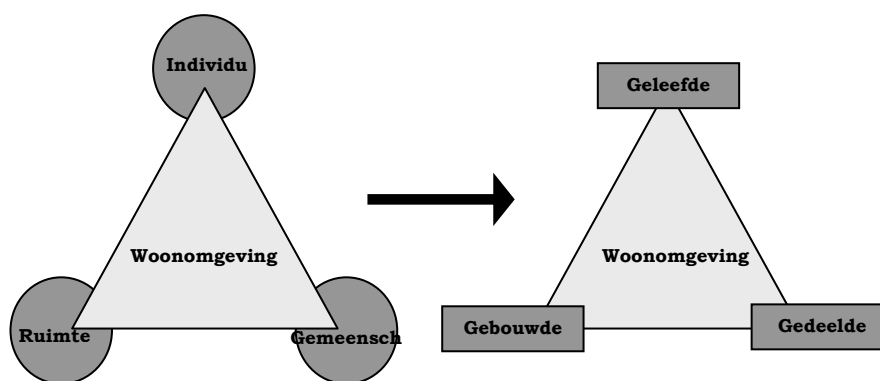 Individu
Woonomgeving
Ruimte
Gemeensch
Geleefde
Woonomgeving
Gebouwde
Gedeelde